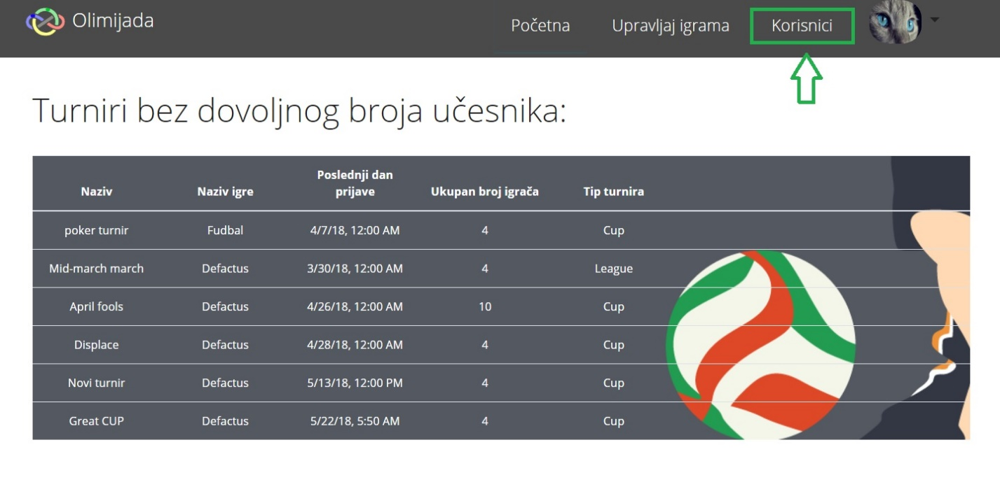 Olimijada
Početna Upravljaj igrama Korisnici
Turniri bez dovoljnog broja učesnika:
Naziv Naziv igre Poslednji dan prijave Ukupan broj igrača Tip turnira
poker turnir Fudbal 4/7/18, 12:00 AM 4 Cup
Mid-march march Defactus 3/30/18, 12:00 AM 4 League
April fools Defactus 4/26/18, 12:00 AM 10 Cup
Displace Defactus 4/28/18, 12:00 AM 4 Cup
Novi turnir Defactus 5/13/18, 12:00 PM 4 Cup
Great CUP Defactus 5/22/18, 5:50 AM 4 Cup